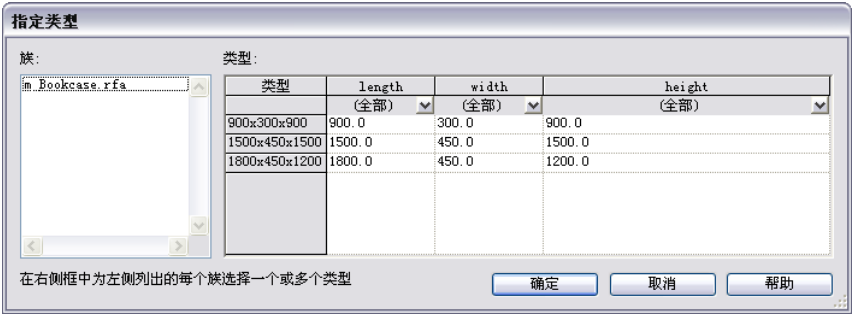 指定类型
族: 类型:
m_Bookcase.rfa
类型 length width height
(全部) (全部) (全部)
900x300x900 900.0 300.0 900.0
1500x450x1500 1500.0 450.0 1500.0
1800x450x1200 1800.0 450.0 1200.0
在右侧框中为左侧列出的每个族选择一个或多个类型 确定 取消 帮助